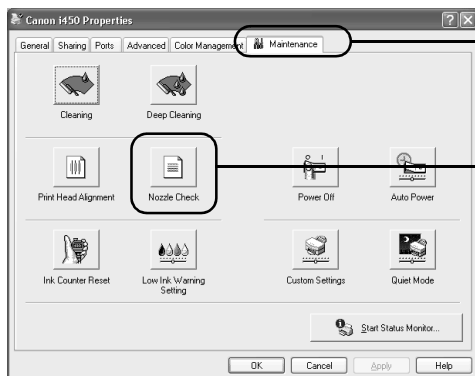 Canon i450 Properties
General Sharing Ports Advanced Color Management Maintenance
Cleaning Deep Cleaning
Print Head Alignment Nozzle Check Power Off Auto Power
Ink Counter Reset Low Ink Warning Setting Custom Settings Quiet Mode
Start Status Monitor...
OK Cancel Apply Help